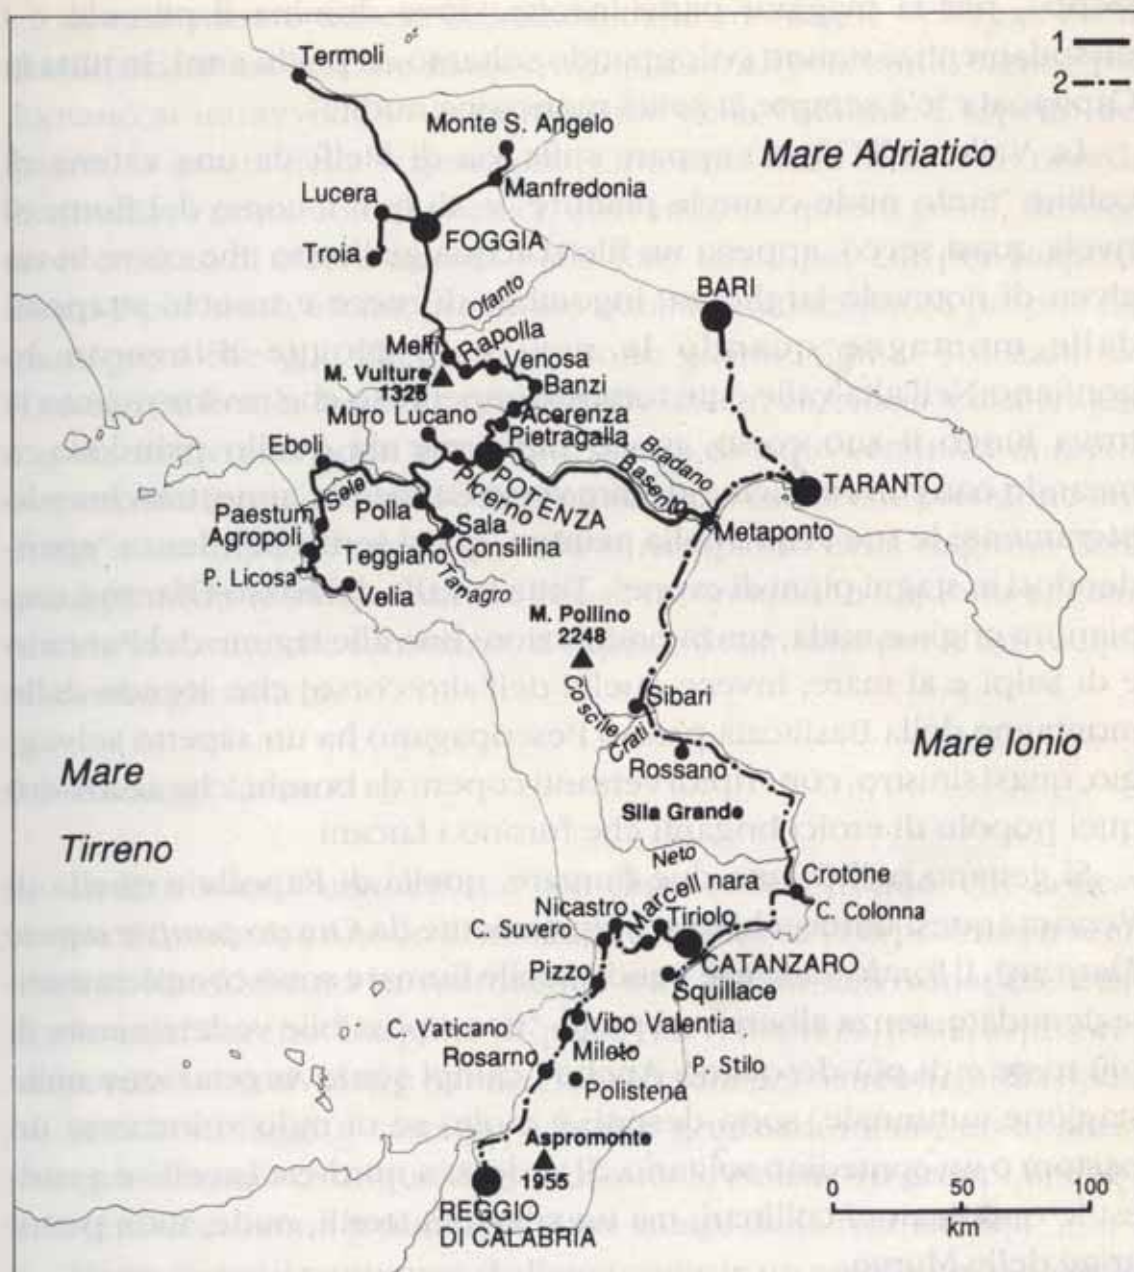 Termoli
1
2
Monte S. Angelo
Mare Adriatico
Lucera
Manfredonia
FOGGIA
Troia
Ofanto
BARI
Melfi
Rapolla
Venosa
M. Vulture
1326
Banzi
Muro Lucano
Acerenza
Pietragalla
Eboli
Bradano
Basento
POTENZA
Picerno
TARANTO
Sele
Polla
Metaponto
Paestum
Agropoli
Sala
Consilina
Teggiano
Tanagro
P. Licosa
Velia
M. Pollino
2248
Coscile
Sibari
Crati
Rossano
Mare Ionio
Mare
Tirreno
Sila Grande
Neto
Crotone
C. Colonna
Marcell nara
Nicastro
Tiriolo
C. Suvero
CATANZARO
Pizzo
Squillace
Vibo Valentia
C. Vaticano
Mileto
Rosarno
P. Stilo
Polistena
Aspromonte
1955
REGGIO
DI CALABRIA
0 50 100
km